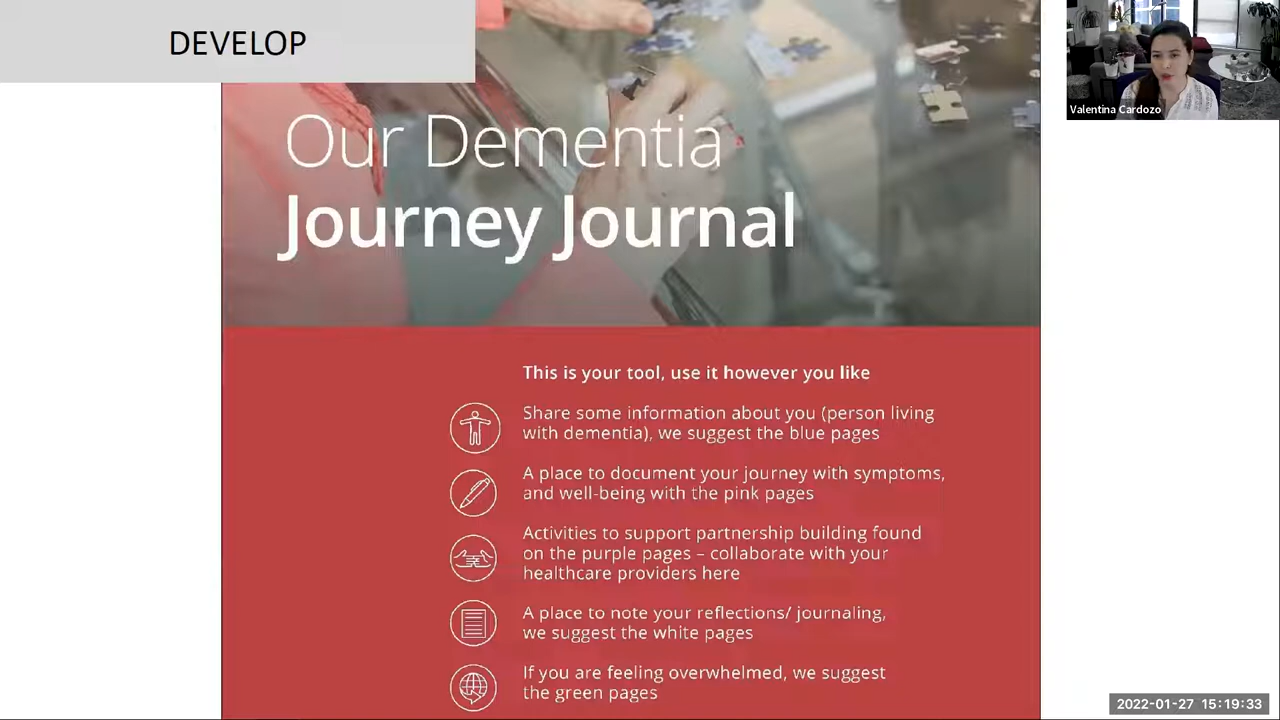 DEVELOP
Our Dementia
Journey Journal
This is your tool, use it however you like
Share some information about you (person living
with dementia), we suggest the blue pages
A place to document your journey with symptoms,
and well-being with the pink pages
Activities to support partnership building found
on the purple pages – collaborate with your
healthcare providers here
A place to note your reflections/ journaling,
we suggest the white pages
If you are feeling overwhelmed, we suggest
the green pages
Valentina Cardozo
2022-01-27 15:19:33